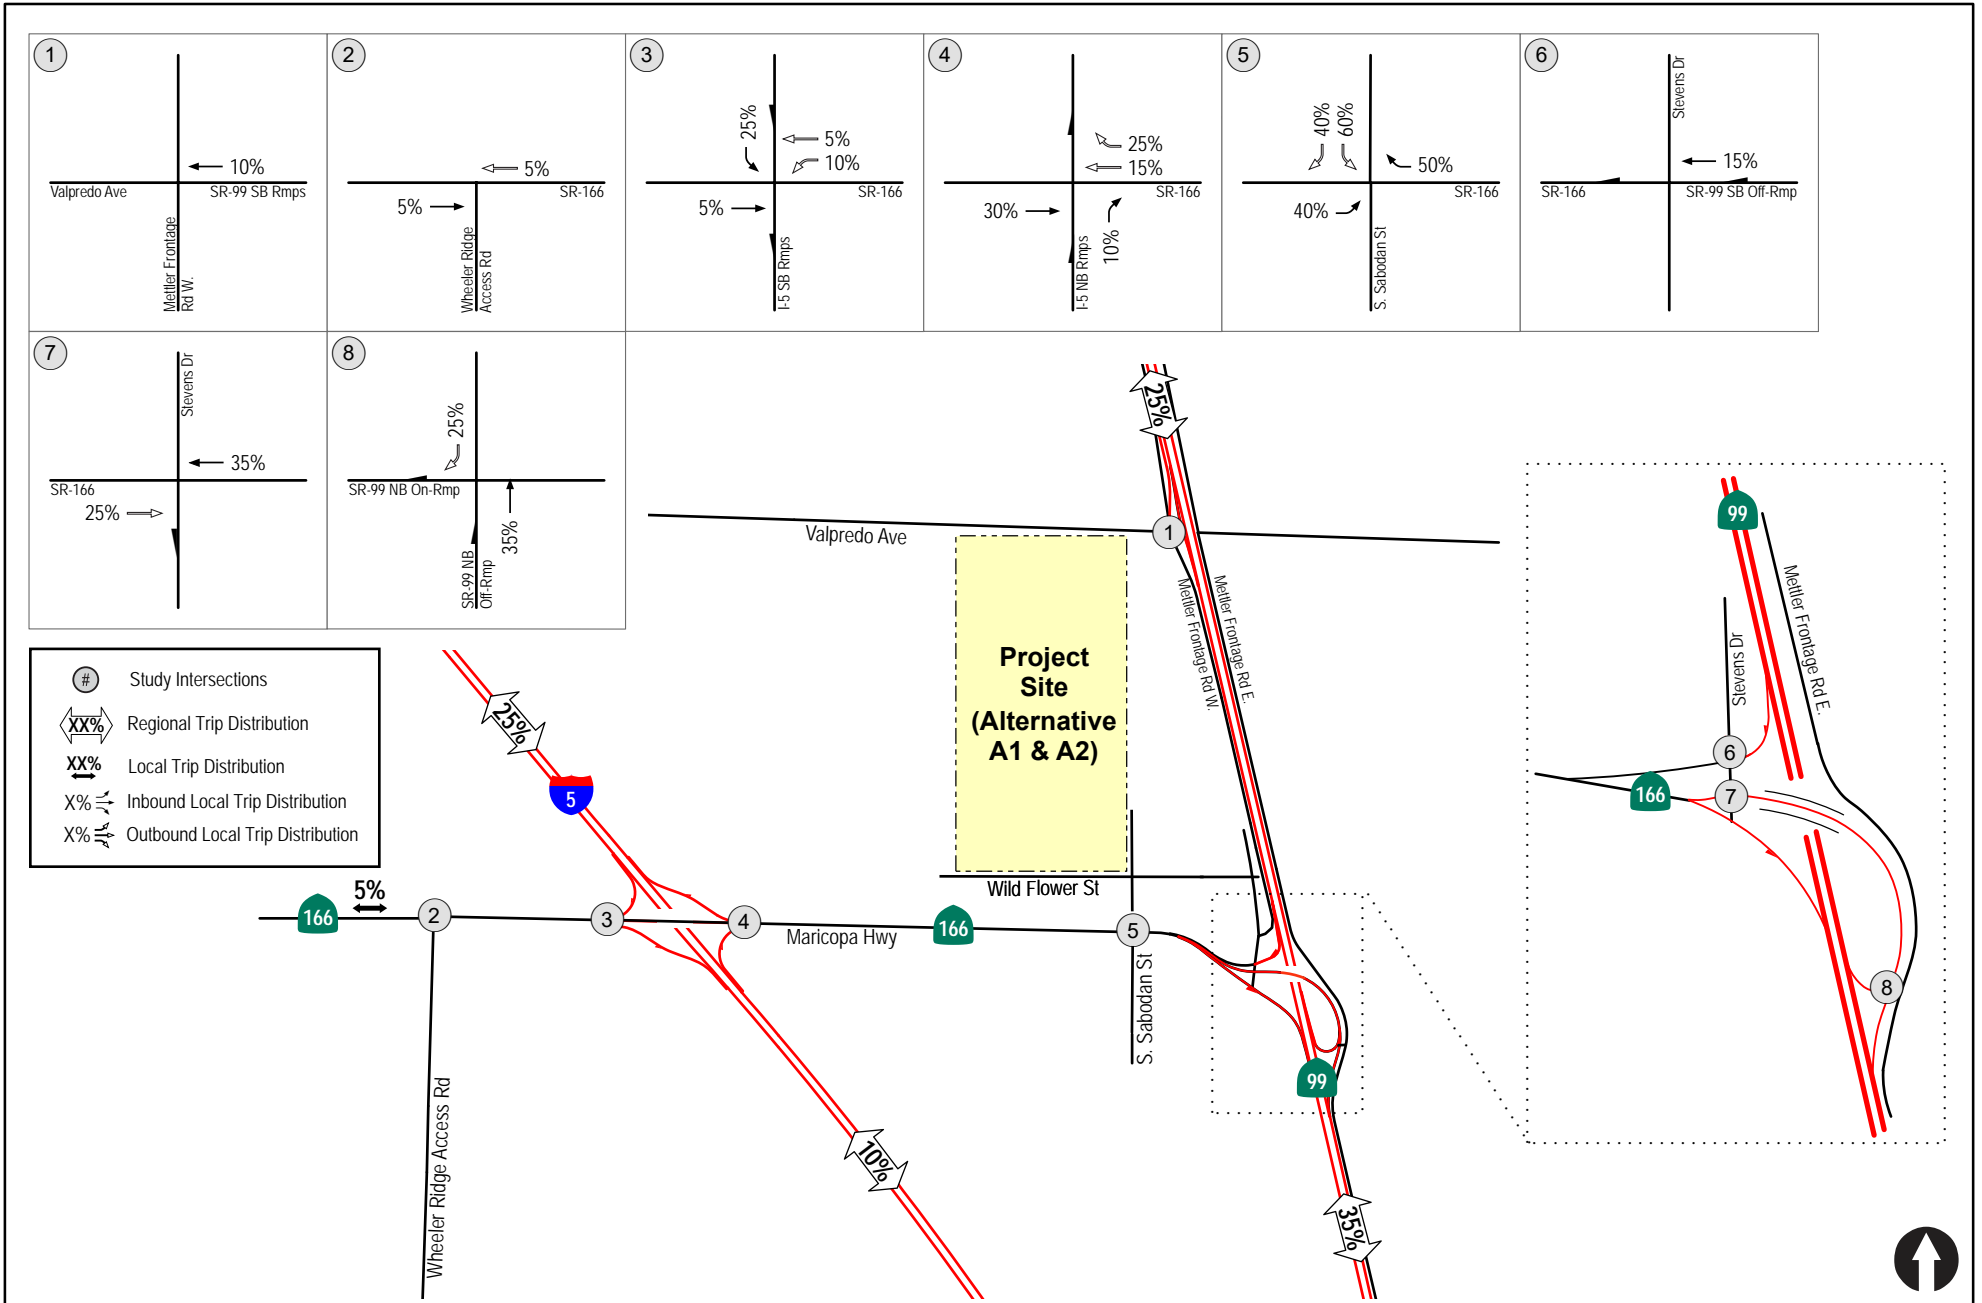 1
10%
Valpredo Ave
SR-99 SB Rmps
Mettler Frontage
Rd W.
2
5%
SR-166
5%
Wheeler Ridge
Access Rd
3
25%
5%
10%
SR-166
5%
I-5 SB Rmps
4
25%
15%
SR-166
30%
10%
I-5 NB Rmps
5
40%
60%
50%
SR-166
40%
S. Sabodan St
6
Stevens Dr
15%
SR-166
SR-99 SB Off-Rmp
7
Stevens Dr
35%
SR-166
25%
8
25%
SR-99 NB On-Rmp
35%
SR-99 NB
Off-Rmp
# Study Intersections
XX% Regional Trip Distribution
XX% Local Trip Distribution
X% Inbound Local Trip Distribution
X% Outbound Local Trip Distribution
25%
Valpredo Ave
1
Mettler Frontage Rd W.
Mettler Frontage Rd E.
Project
Site
(Alternative
A1 & A2)
25%
5
Wild Flower St
166
5%
2
3
4
Maricopa Hwy
166
5
S. Sabodan St
Wheeler Ridge Access Rd
10%
99
35%
99
Mettler Frontage Rd E.
Stevens Dr
6
166
7
8